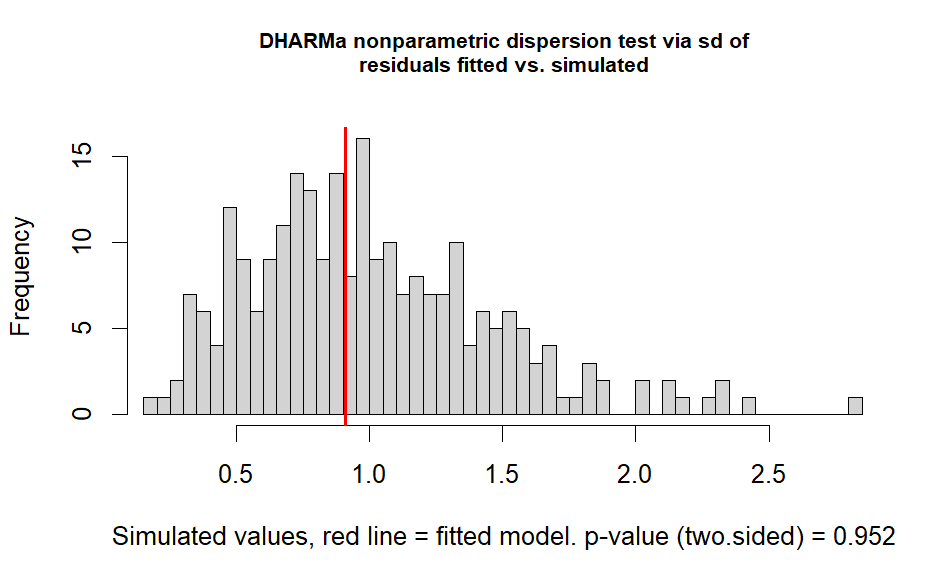 DHARMa nonparametric dispersion test via sd of
residuals fitted vs. simulated
Frequency
15
10
5
0
0.5 1.0 1.5 2.0 2.5
Simulated values, red line = fitted model. p-value (two.sided) = 0.952